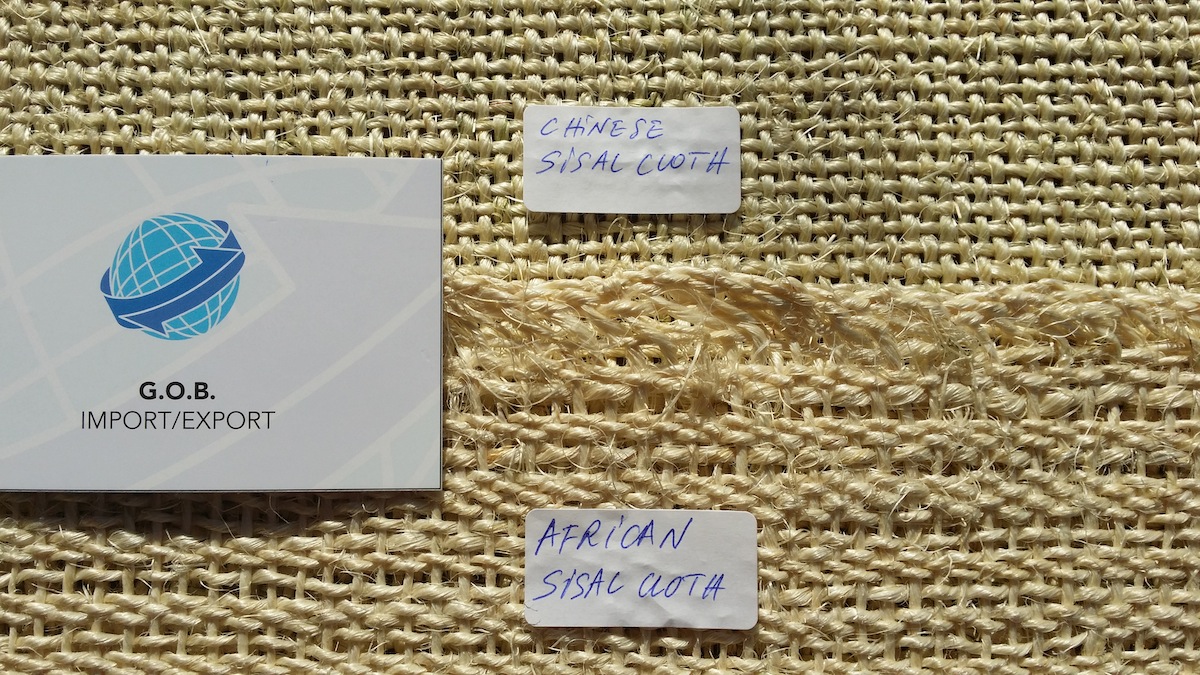 CHINESE
SISAL CLOTH
G.O.B.
IMPORT/EXPORT
AFRICAN
SISAL CLOTH